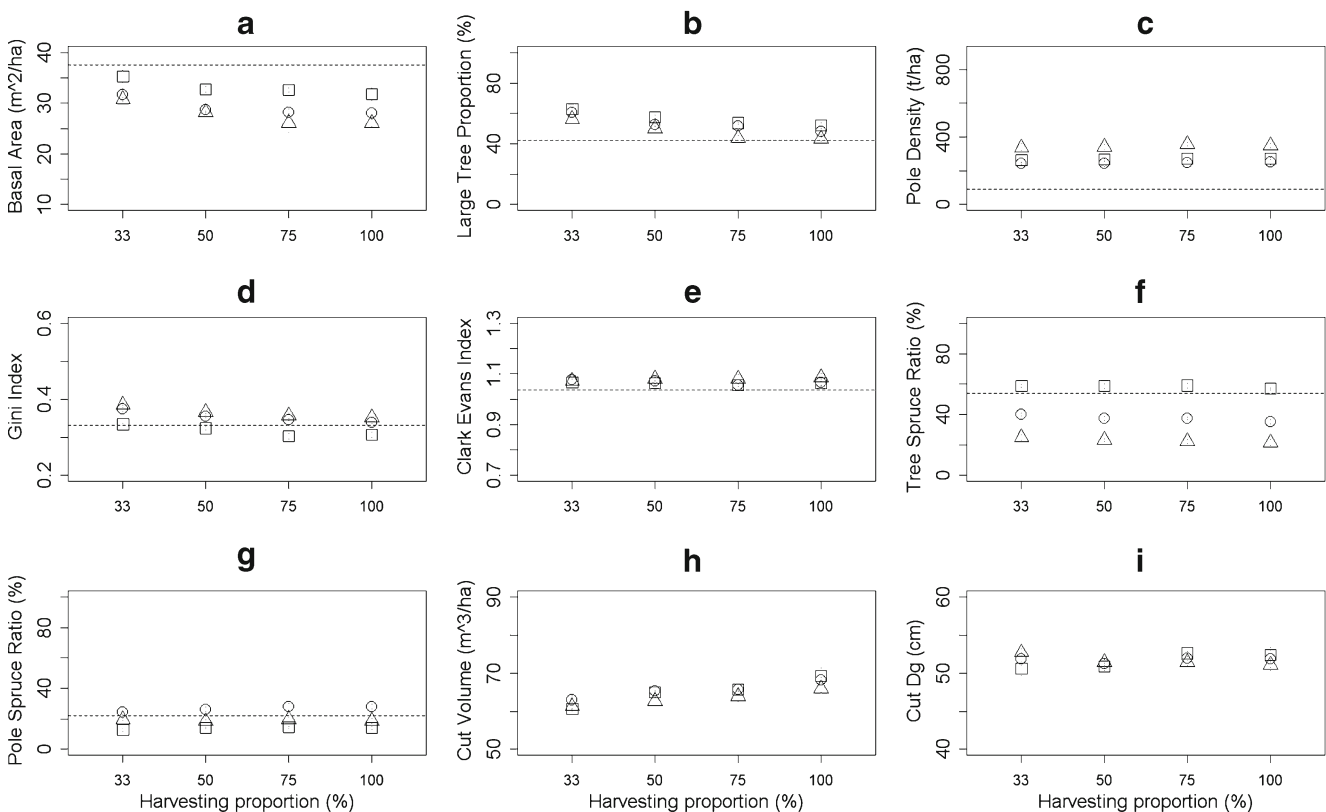 a
b
c
Basal Area (m^2/ha)
10 20 30 40
33 50 75 100
Large Tree Proportion (%)
0 40 80
33 50 75 100
Pole Density (t/ha)
0 400 800
33 50 75 100
d
e
f
Gini Index
0.2 0.4 0.6
33 50 75 100
Clark Evans Index
0.7 0.9 1.1 1.3
33 50 75 100
Tree Spruce Ratio (%)
0 40 80
33 50 75 100
g
h
i
Pole Spruce Ratio (%)
0 40 80
33 50 75 100
Harvesting proportion (%)
Cut Volume (m^3/ha)
50 70 90
33 50 75 100
Harvesting proportion (%)
Cut Dg (cm)
40 50 60
33 50 75 100
Harvesting proportion (%)